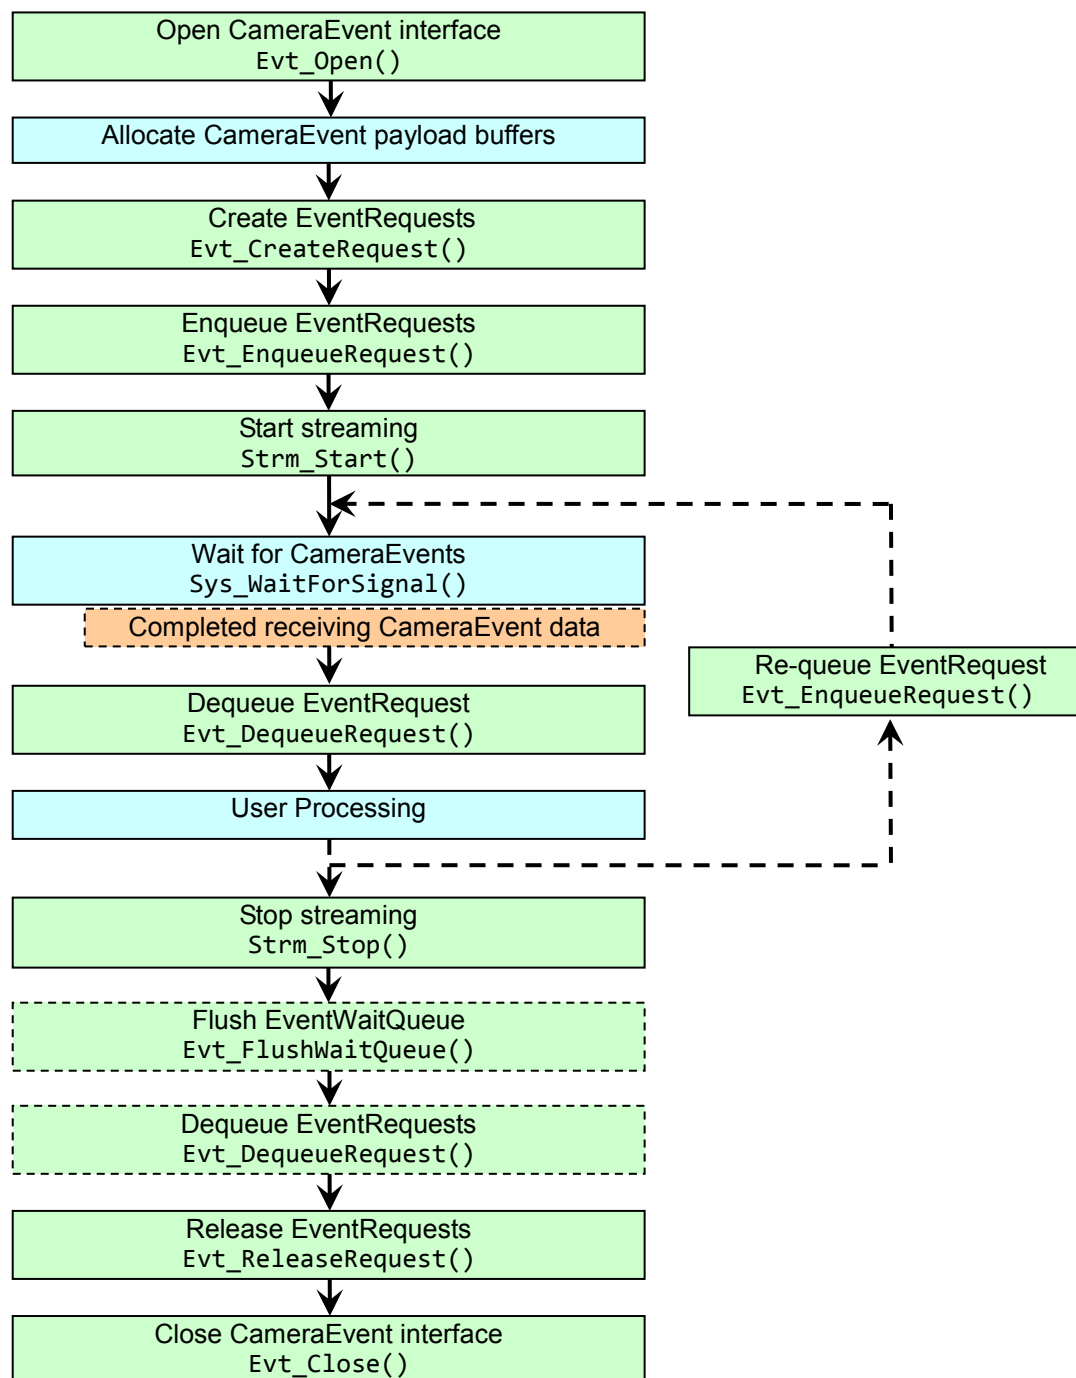 Open CameraEvent interface
Evt_Open()
Allocate CameraEvent payload buffers
Create EventRequests
Evt_CreateRequest()
Enqueue EventRequests
Evt_EnqueueRequest()
Start streaming
Strm_Start()
Wait for CameraEvents
Sys_WaitForSignal()
Completed receiving CameraEvent data
Re-queue EventRequest
Evt_EnqueueRequest()
Dequeue EventRequest
Evt_DequeueRequest()
User Processing
Stop streaming
Strm_Stop()
Flush EventWaitQueue
Evt_FlushWaitQueue()
Dequeue EventRequests
Evt_DequeueRequest()
Release EventRequests
Evt_ReleaseRequest()
Close CameraEvent interface
Evt_Close()